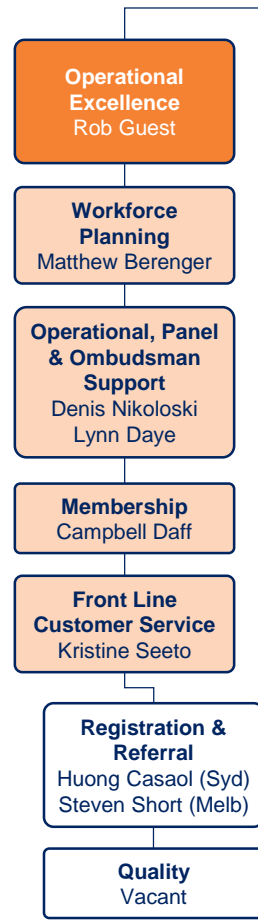 Operational
Excellence
Rob Guest
Workforce
Planning
Matthew Berenger
Operational, Panel
& Ombudsman
Support
Denis Nikoloski
Lynn Daye
Membership
Campbell Daff
Front Line
Customer Service
Kristine Seeto
Registration &
Referral
Huong Casaol (Syd)
Steven Short (Melb)
Quality
Vacant